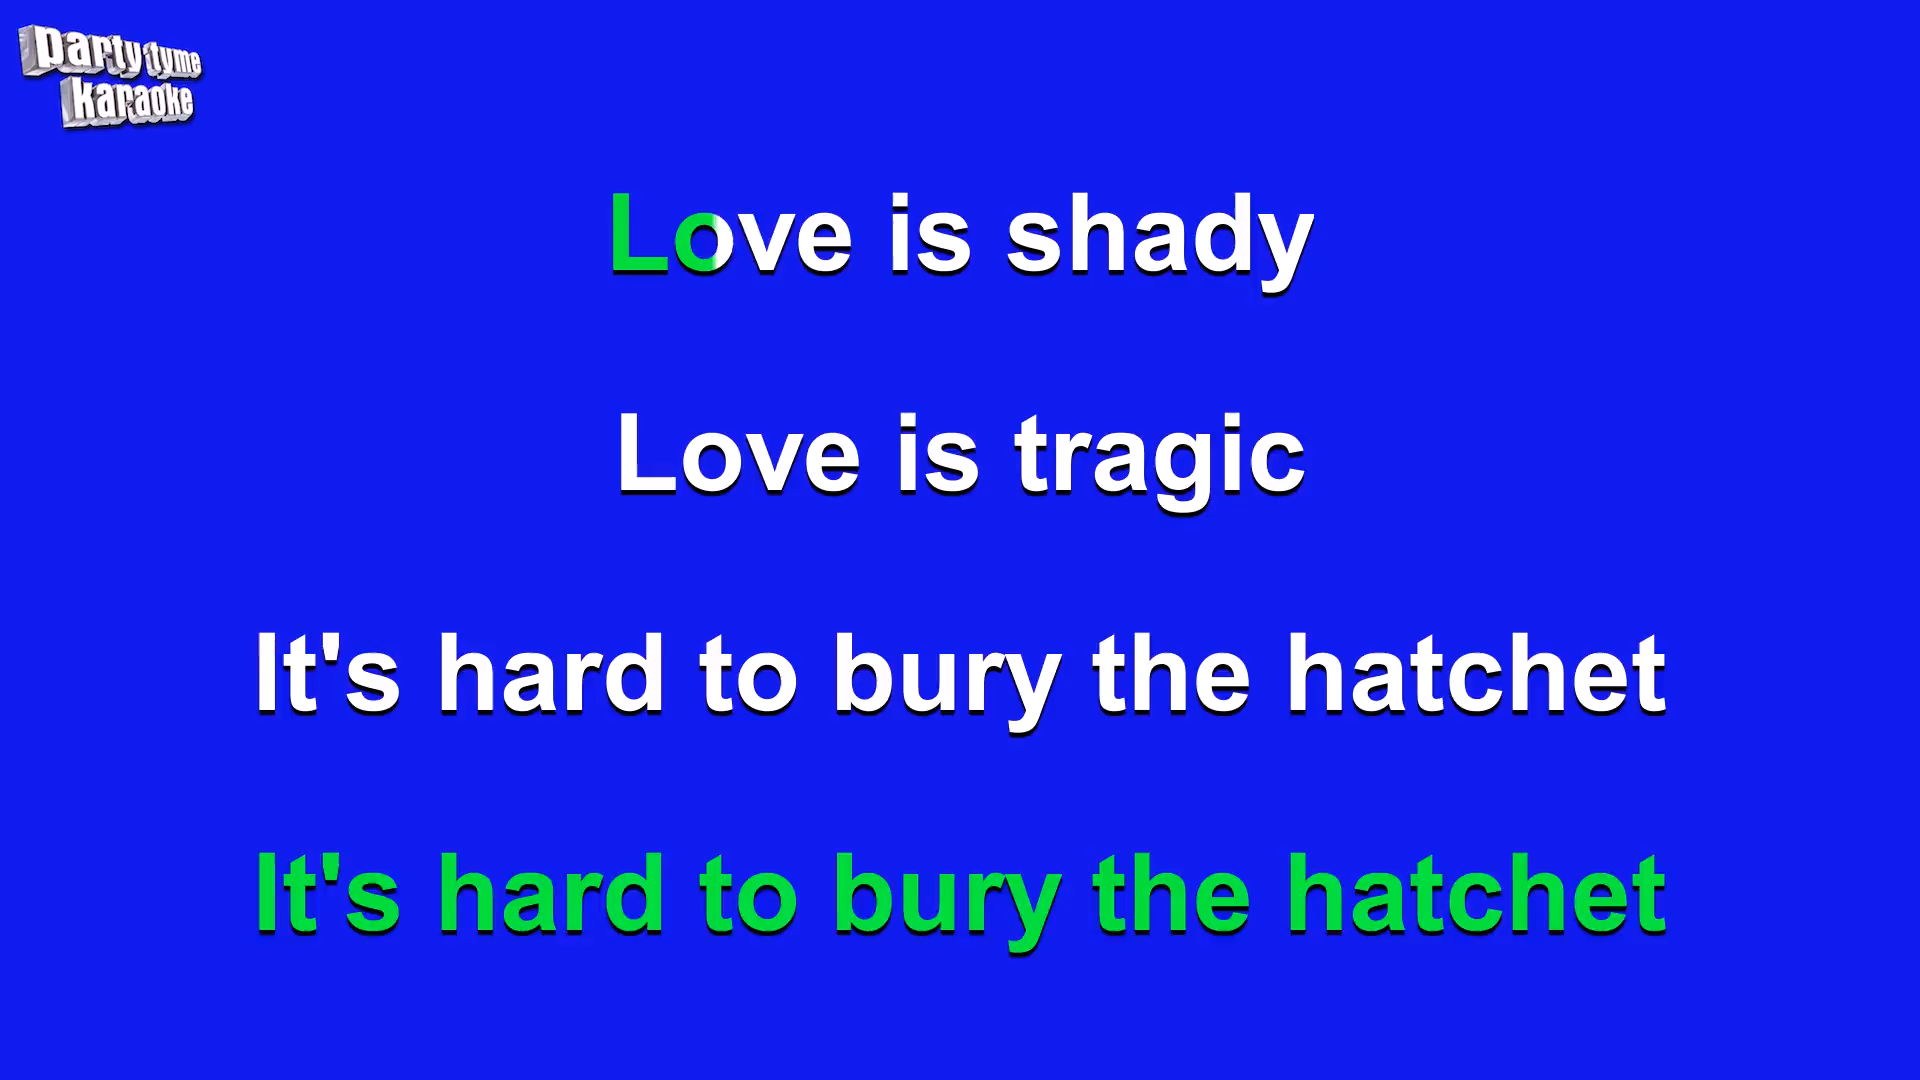 party tyme
karaoke
Love is shady
Love is tragic
It's hard to bury the hatchet
It's hard to bury the hatchet